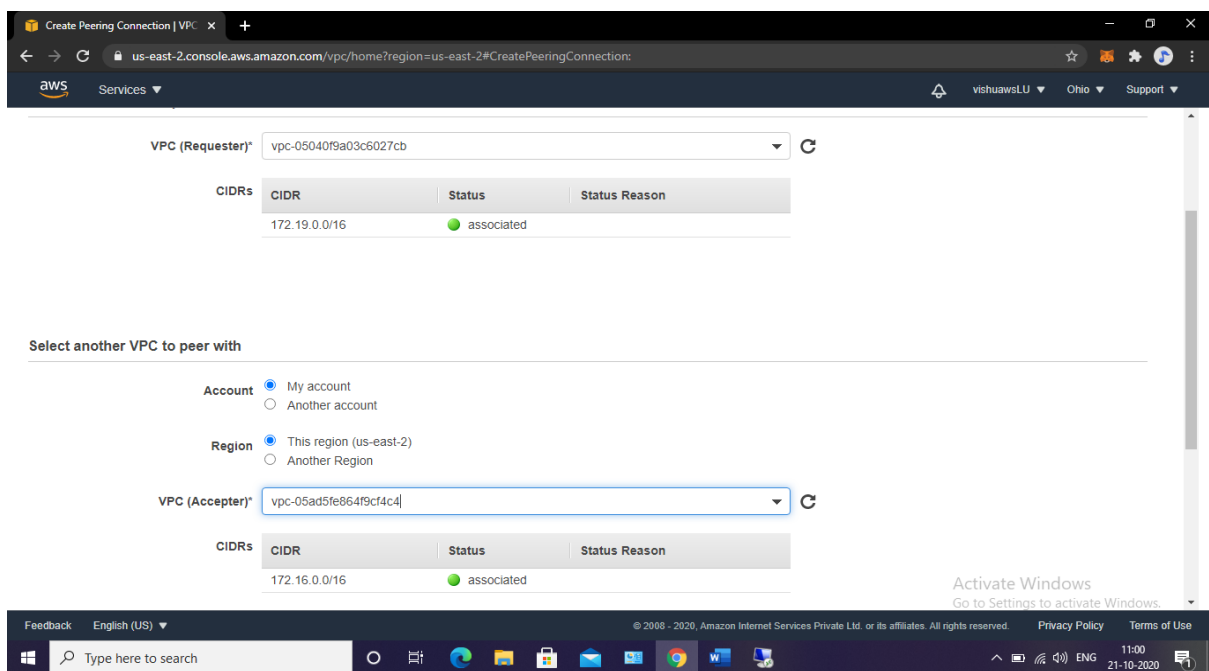 Create Peering Connection | VPC
us-east-2.console.aws.amazon.com/vpc/home?region=us-east-2#CreatePeeringConnection:
aws Services vishuawsLU Ohio Support
VPC (Requester)* vpc-05040f9a03c6027cb
CIDRs CIDR Status Status Reason
172.19.0.0/16 associated
Select another VPC to peer with
Account My account
Another account
Region This region (us-east-2)
Another Region
VPC (Accepter)* vpc-05ad5fe864f9cf4c4
CIDRs CIDR Status Status Reason
172.16.0.0/16 associated
Activate Windows
Go to Settings to activate Windows.
Feedback English (US) © 2008 - 2020, Amazon Internet Services Private Ltd. or its affiliates. All rights reserved. Privacy Policy Terms of Use
Type here to search ENG 11:00
21-10-2020